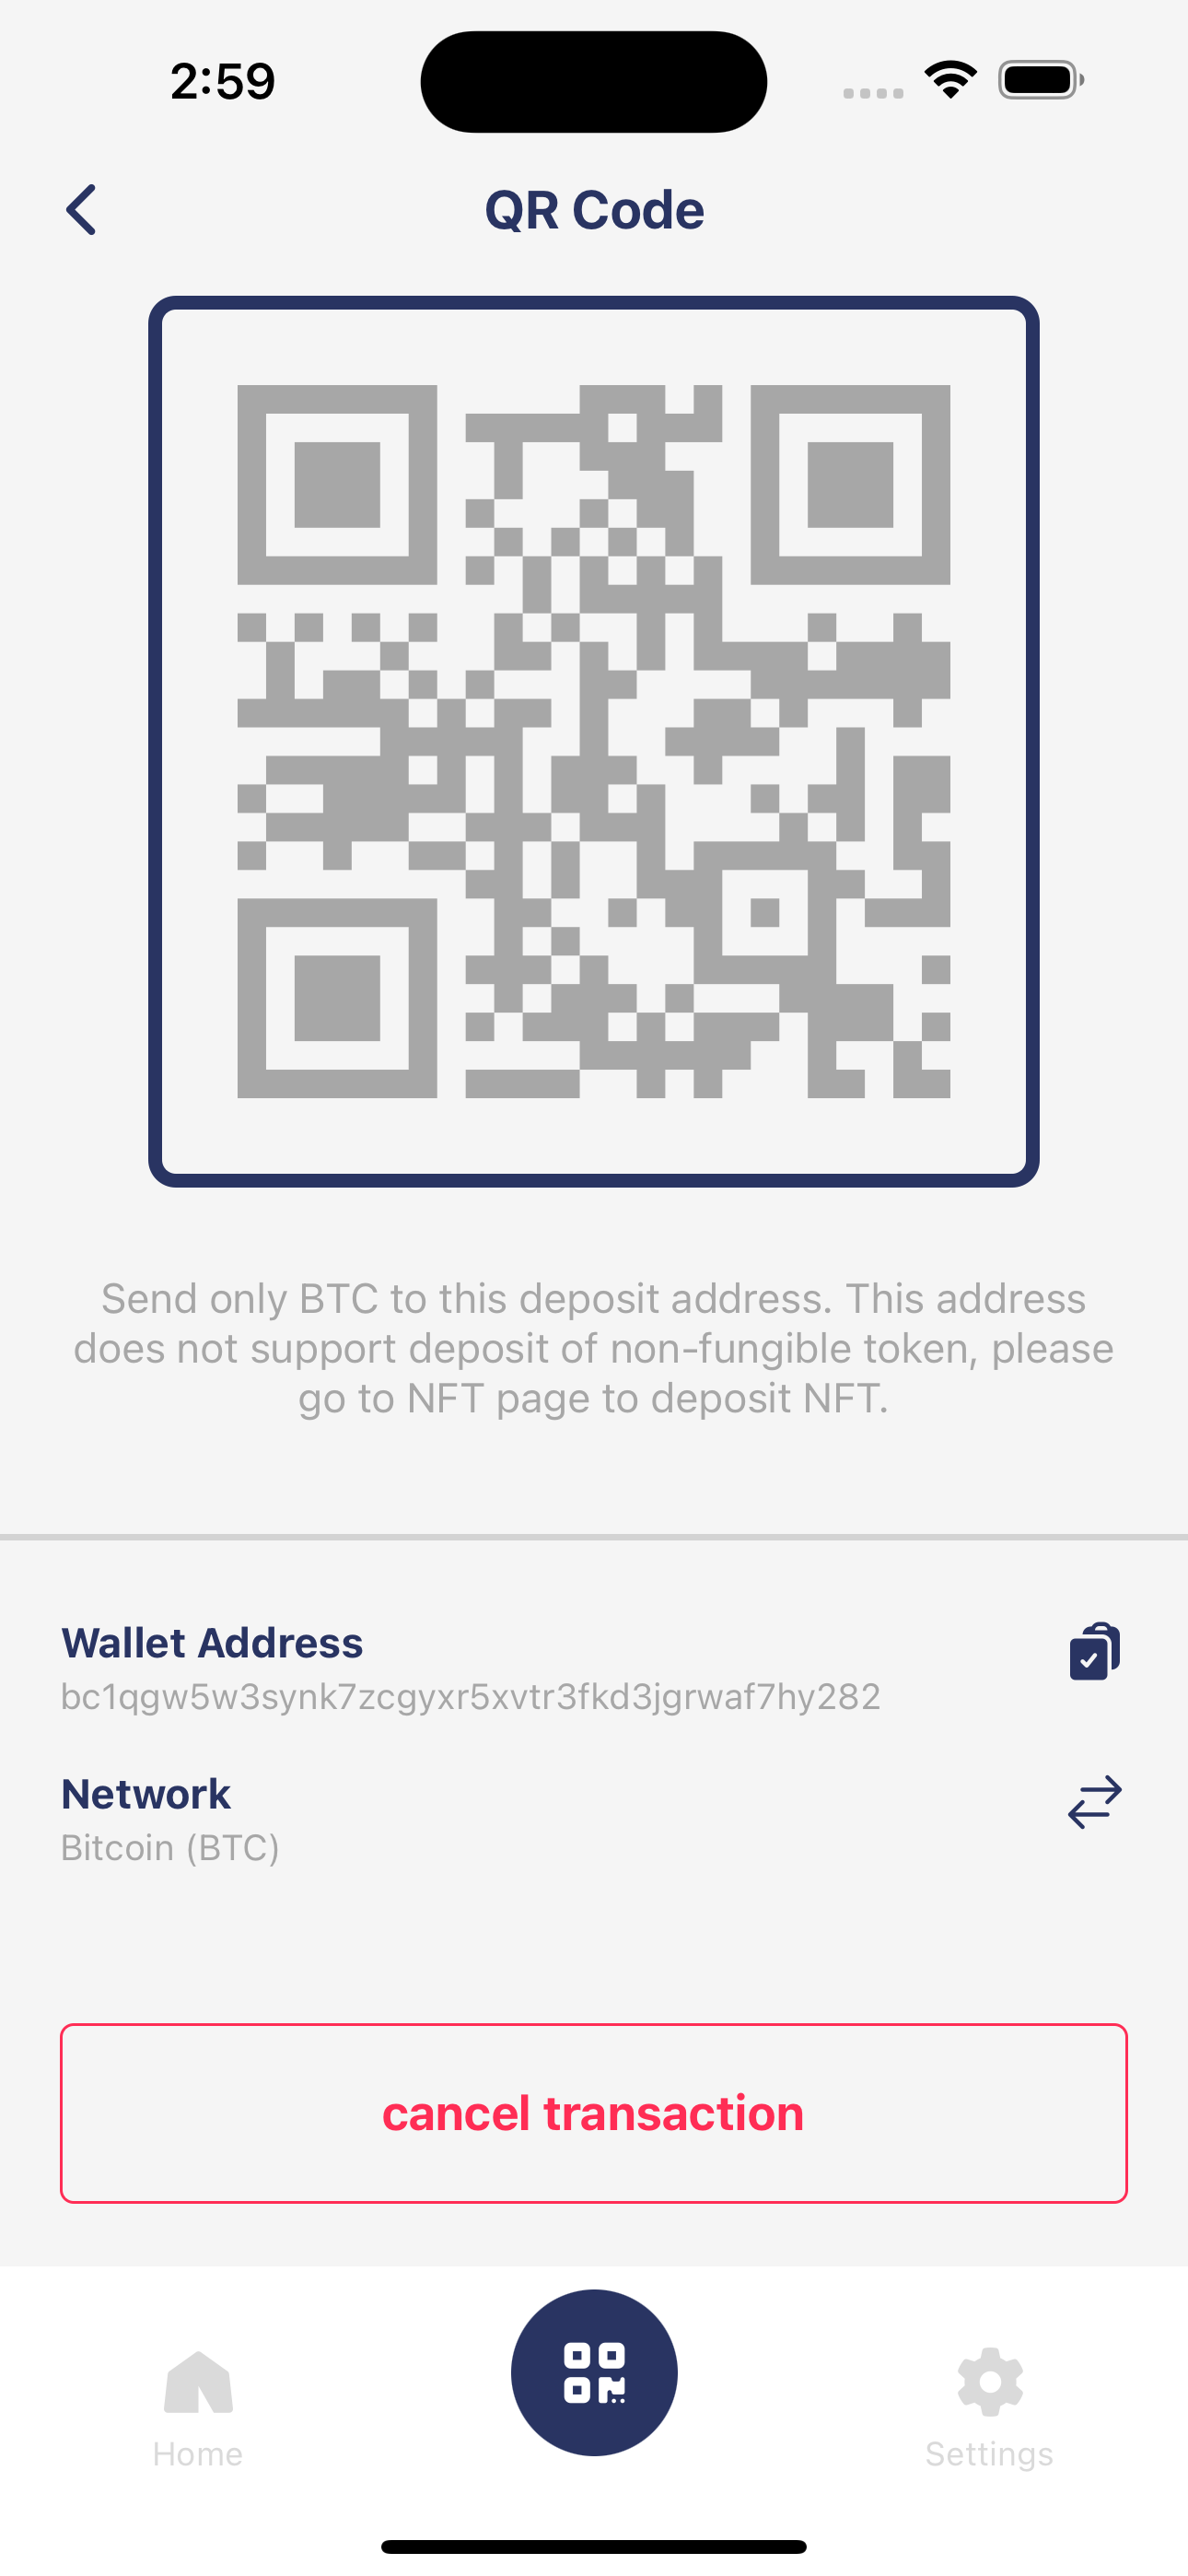 2:59
QR Code
Send only BTC to this deposit address. This address
does not support deposit of non-fungible token, please
go to NFT page to deposit NFT.
Wallet Address
bc1qgw5w3synk7zcgyxr5xvtr3fkd3jgrwaf7hy282
Network
Bitcoin (BTC)
cancel transaction
Home
Settings